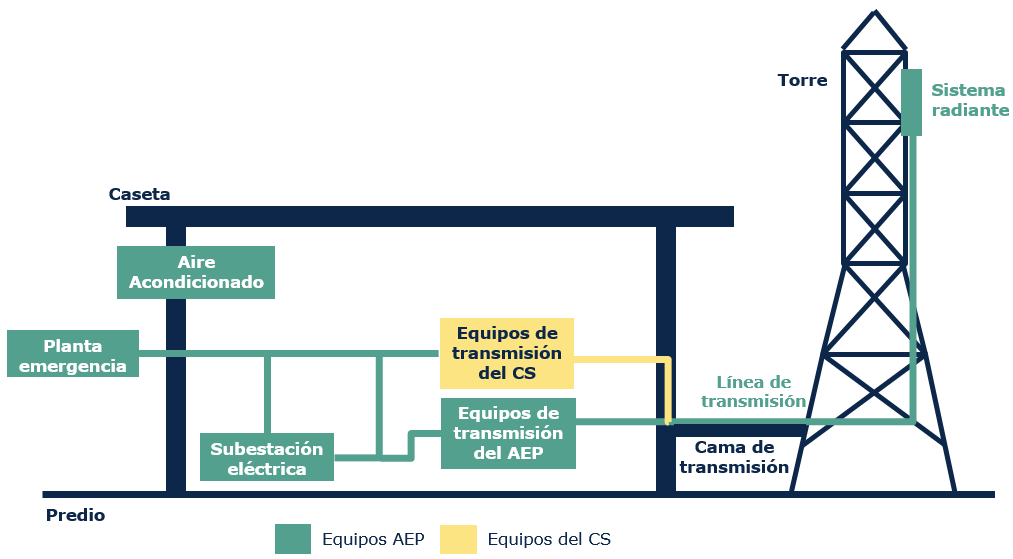 Torre
Sistema
radiante
Caseta
Aire
Acondicionado
Planta
emergencia
Equipos de
transmisión
del CS
Línea de
transmisión
Equipos de
transmisión
del AEP
Subestación
eléctrica
Cama de
transmisión
Predio
Equipos AEP
Equipos del CS